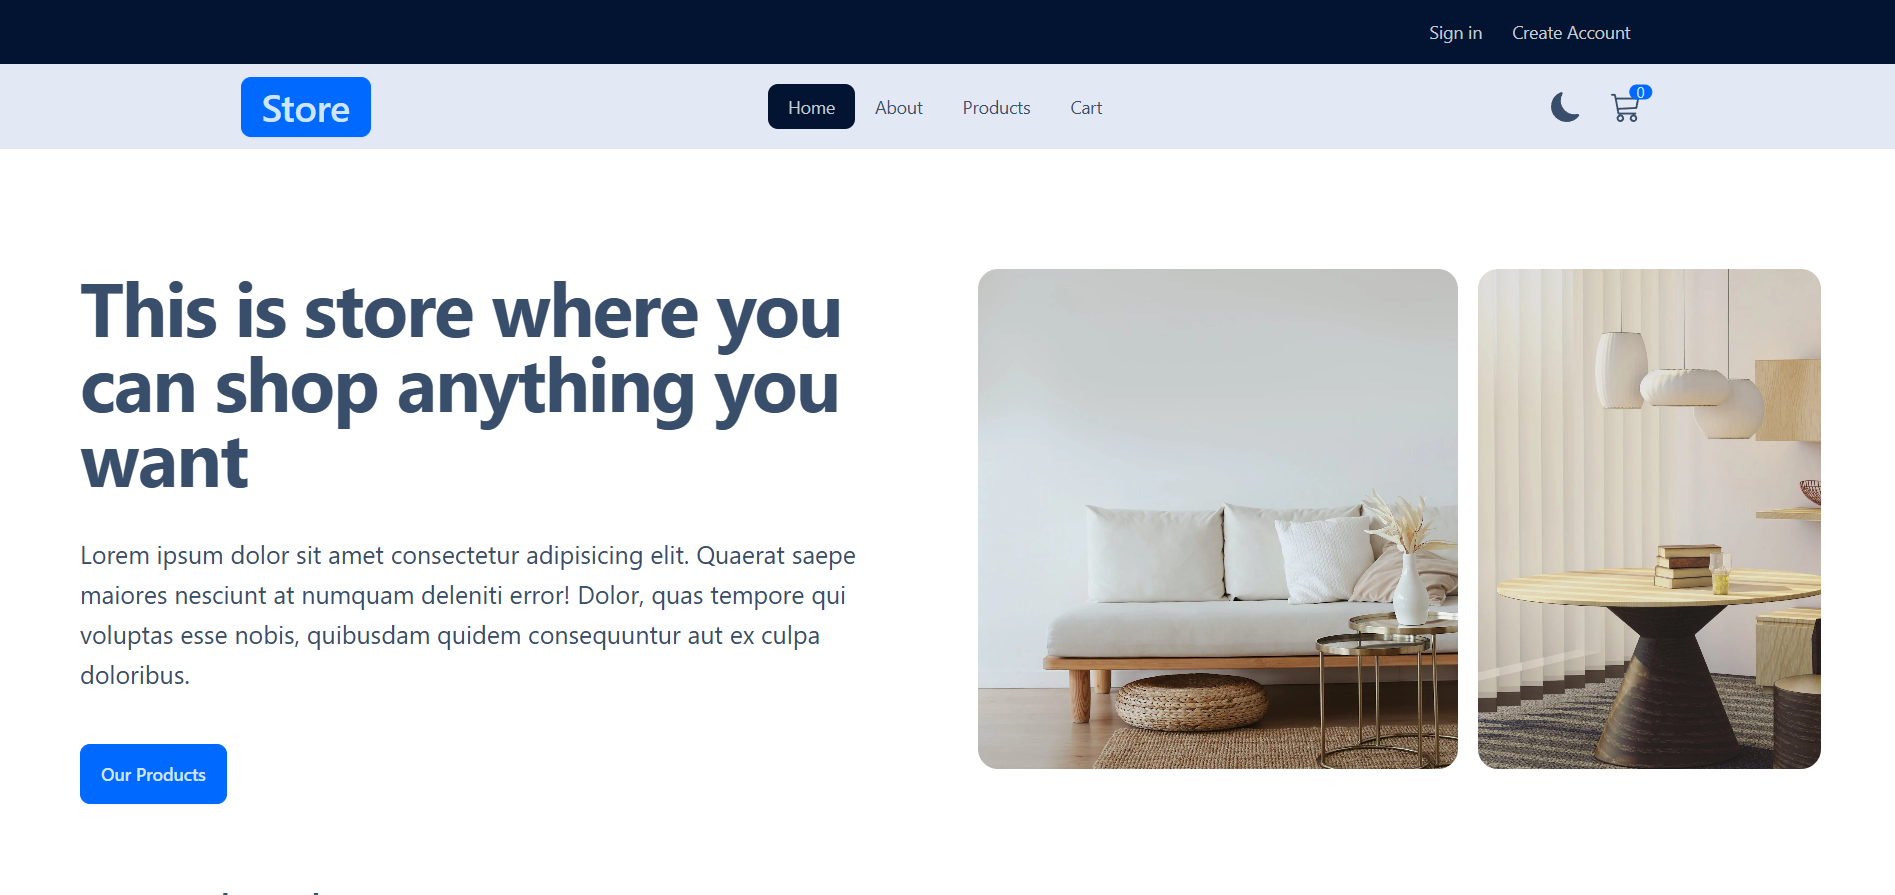 Sign in Create Account
Store
Home About Products Cart
0
This is store where you
can shop anything you
want
Lorem ipsum dolor sit amet consectetur adipisicing elit. Quaerat saepe
maiores nesciunt at numquam deleniti error! Dolor, quas tempore qui
voluptas esse nobis, quibusdam quidem consequuntur aut ex culpa
doloribus.
Our Products